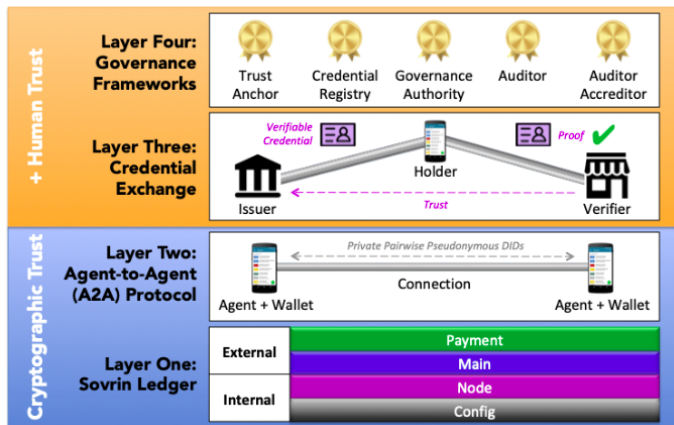 + Human Trust
Layer Four:
Governance
Frameworks
Trust
Anchor
Credential
Registry
Governance
Authority
Auditor
Auditor
Accreditor
Layer Three:
Credential
Exchange
Verifiable
Credential
Proof
Holder
Issuer
Trust
Verifier
Cryptographic Trust
Layer Two:
Agent-to-Agent
(A2A) Protocol
Private Pairwise Pseudonymous DIDs
Connection
Agent + Wallet
Agent + Wallet
Layer One:
Sovrin Ledger
External
Internal
Payment
Main
Node
Config